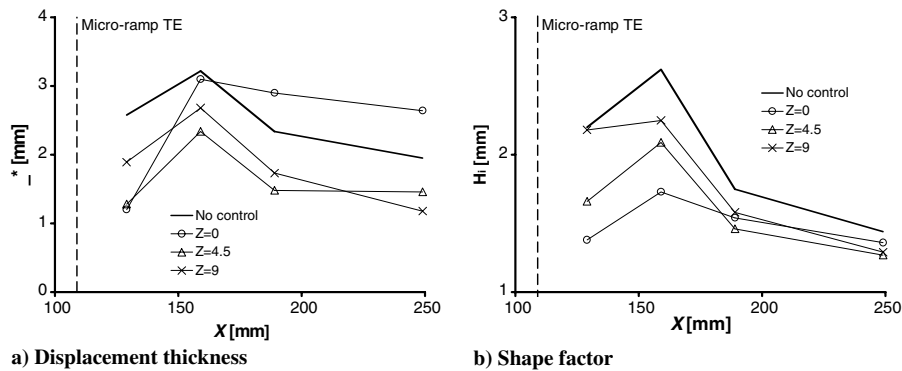 4
3
2
1
0
_* [mm]
Micro-ramp TE
No control
Z=0
Z=4.5
Z=9
100
150
200
250
X [mm]
a) Displacement thickness
3
2
1
Hi [mm]
Micro-ramp TE
No control
Z=0
Z=4.5
Z=9
100
150
200
250
X [mm]
b) Shape factor